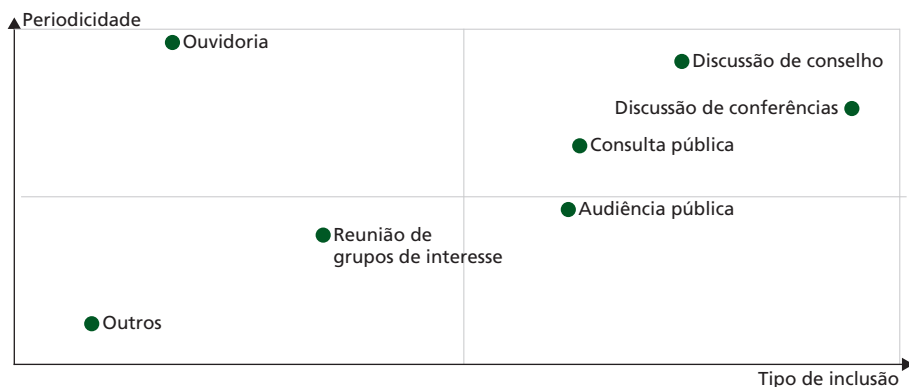 Periodicidade
Ouvidoria
Discussão de conselho
Discussão de conferências
Consulta pública
Audiência pública
Reunião de
grupos de interesse
Outros
Tipo de inclusão